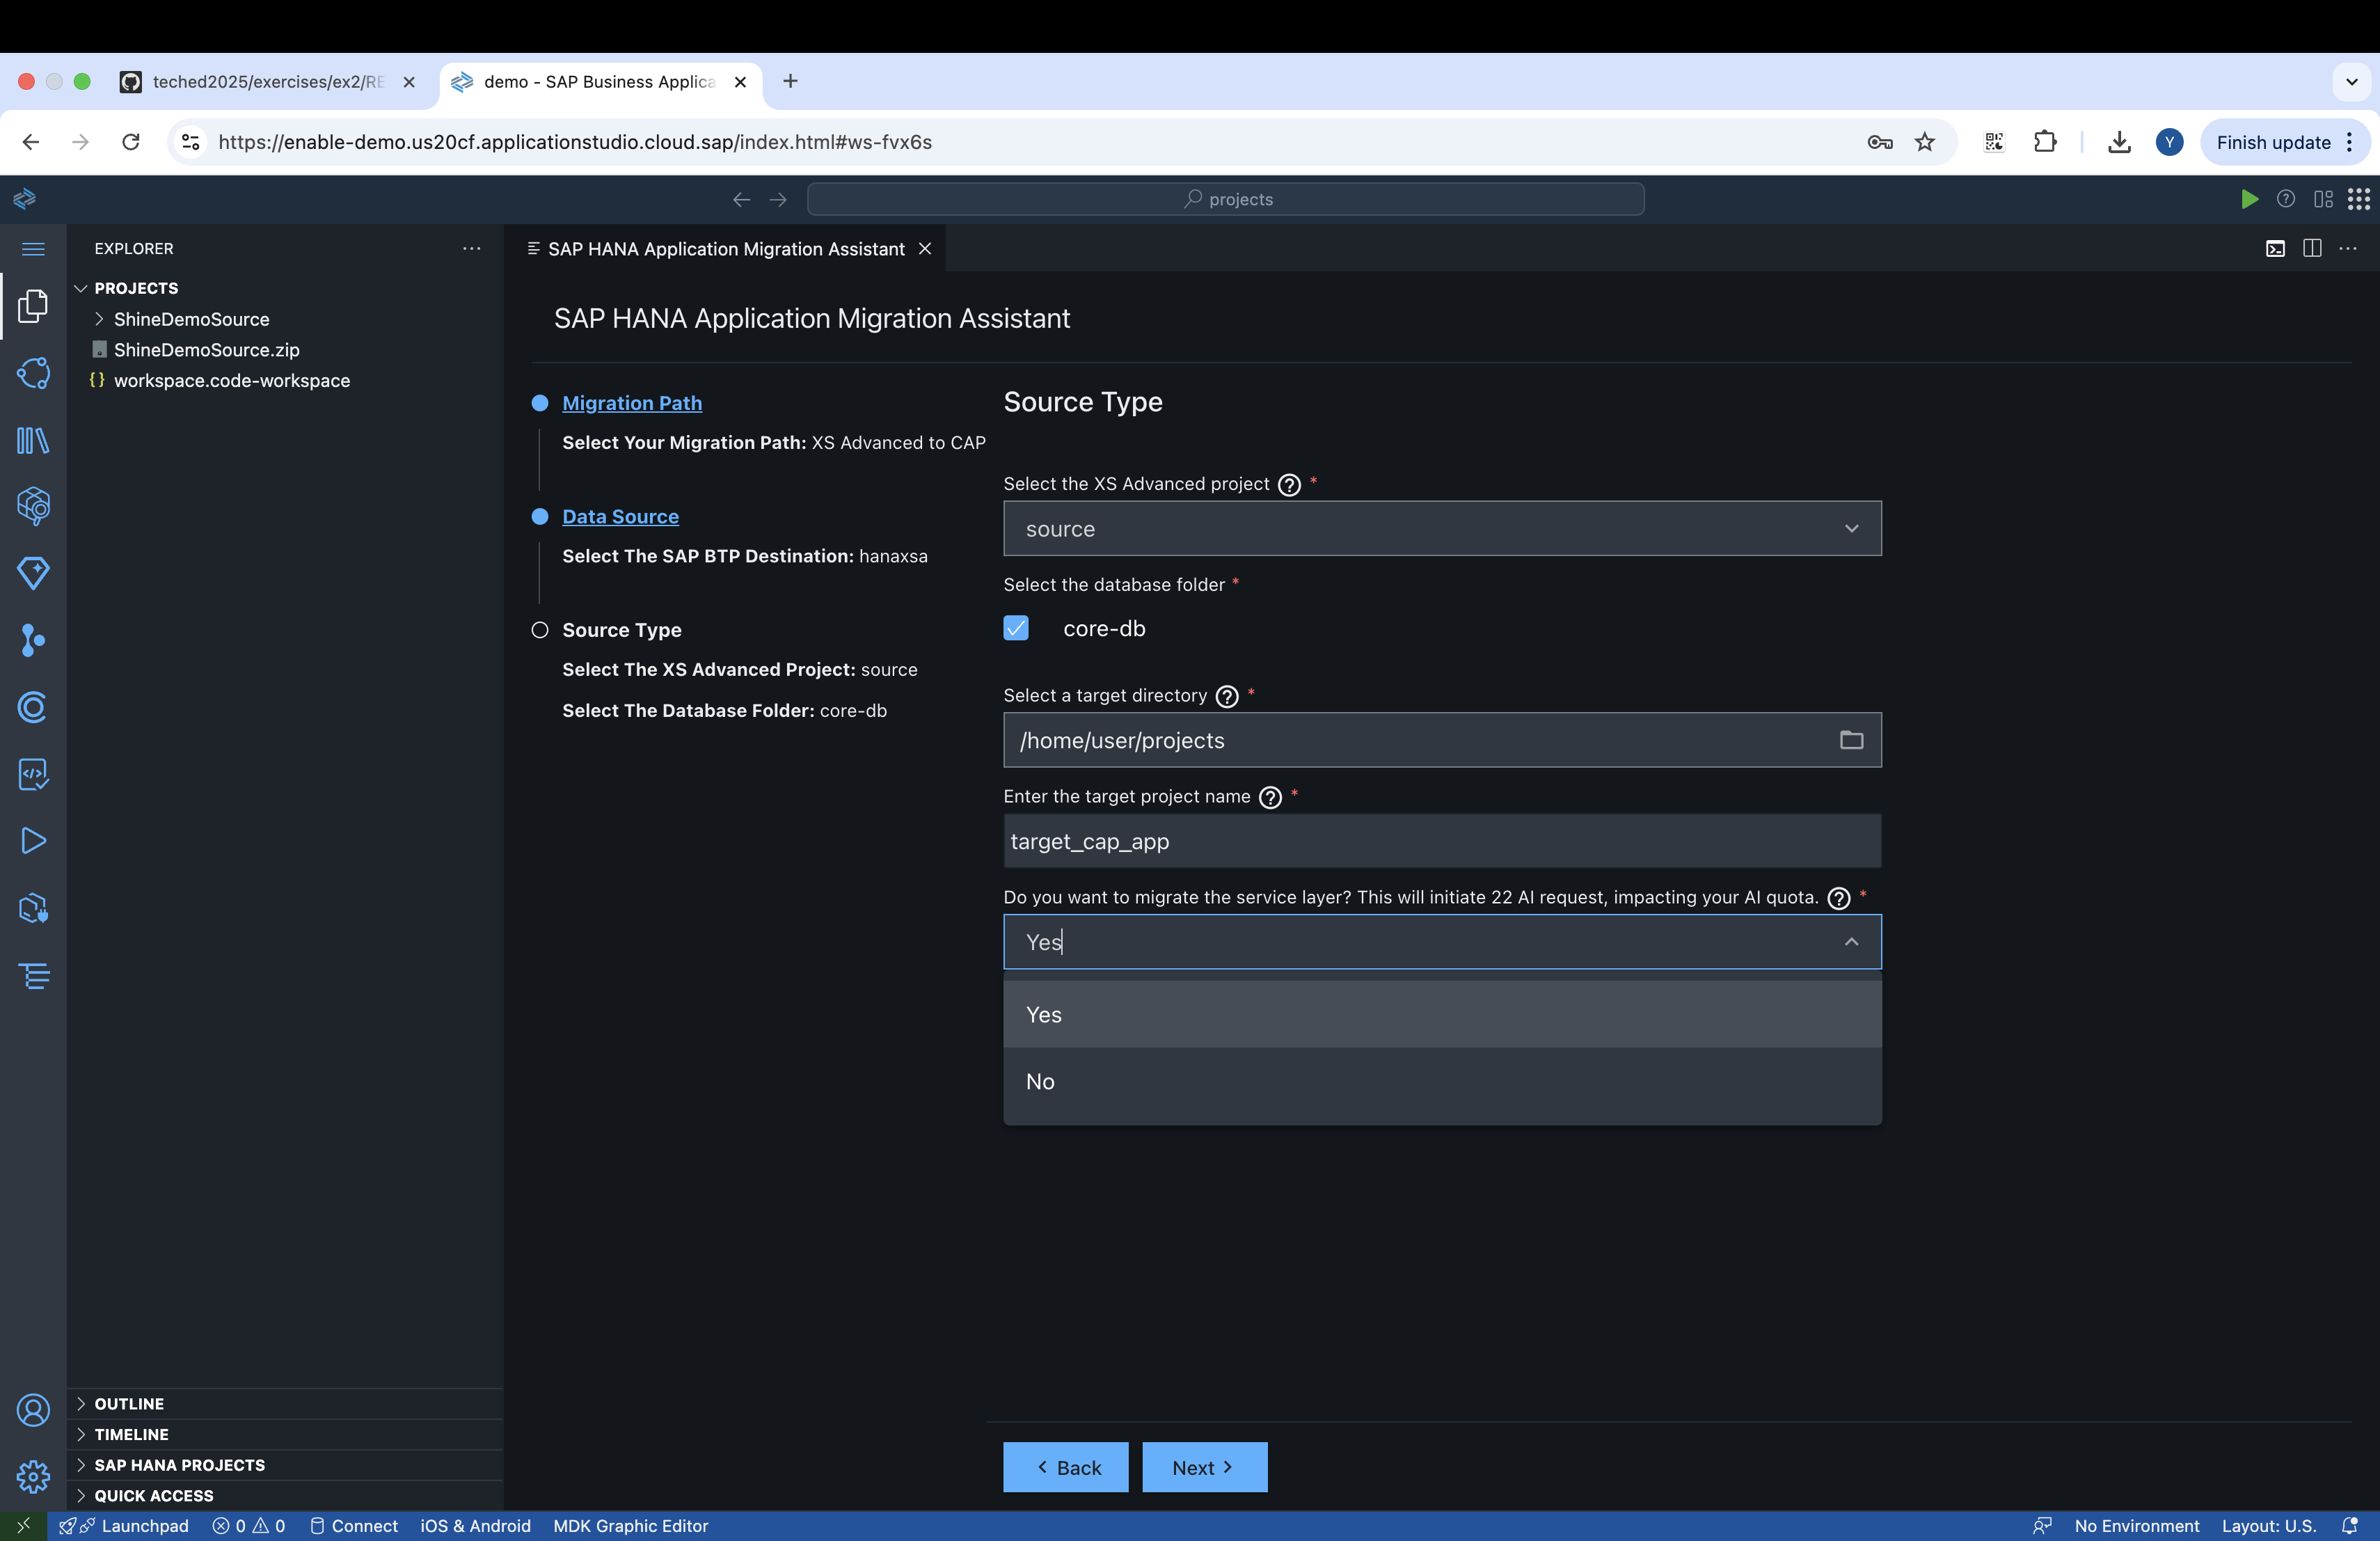 teched2025/exercises/ex2/RE
demo - SAP Business Applica
https://enable-demo.us20cf.applicationstudio.cloud.sap/index.html#ws-fvx6s
Y
Finish update
projects
EXPLORER
PROJECTS
ShineDemoSource
ShineDemoSource.zip
workspace.code-workspace
OUTLINE
TIMELINE
SAP HANA PROJECTS
QUICK ACCESS
SAP HANA Application Migration Assistant
SAP HANA Application Migration Assistant
Migration Path
Select Your Migration Path: XS Advanced to CAP
Data Source
Select The SAP BTP Destination: hanaxsa
Source Type
Select The XS Advanced Project: source
Select The Database Folder: core-db
Source Type
Select the XS Advanced project ? *
source
Select the database folder *
core-db
Select a target directory ? *
/home/user/projects
Enter the target project name ? *
target_cap_app
Do you want to migrate the service layer? This will initiate 22 AI request, impacting your AI quota. ? *
Yes
Yes
No
Back
Next
Launchpad 0 0 Connect iOS & Android MDK Graphic Editor No Environment Layout: U.S.